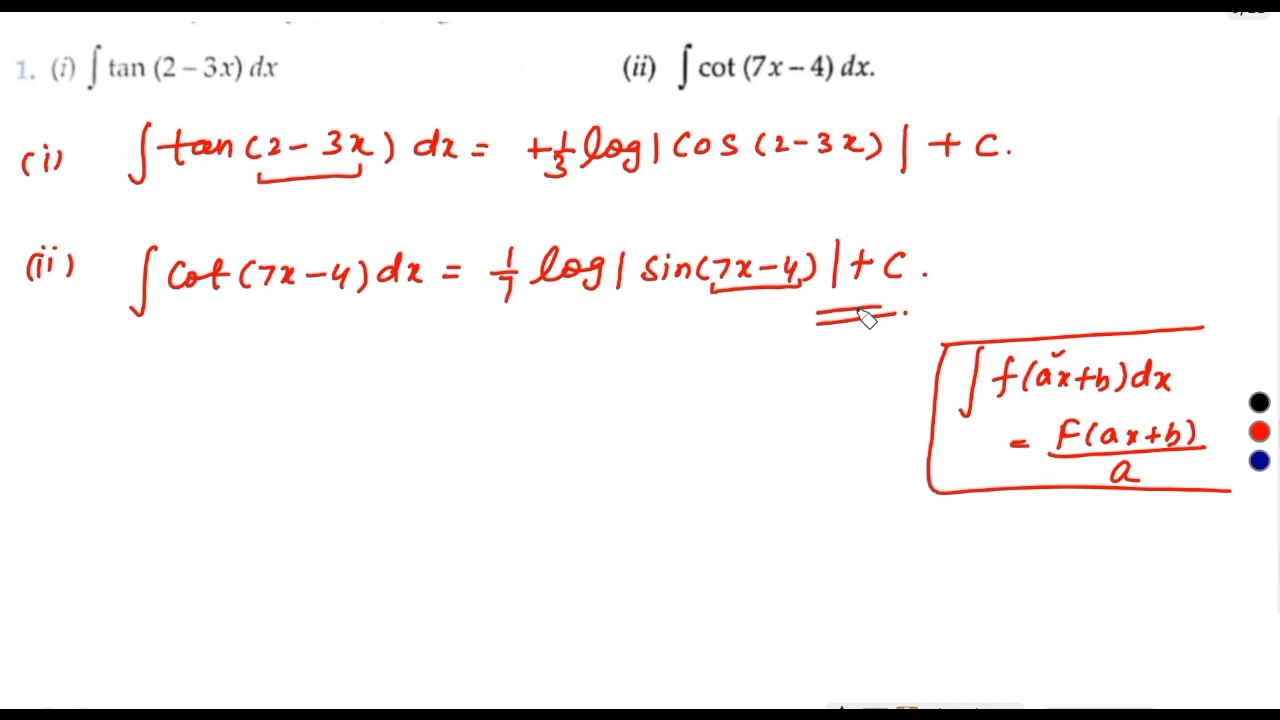 1. (i) ∫ tan (2 – 3x) dx (ii) ∫ cot (7x – 4) dx.
(i) ∫ tan(2 - 3x) dx = +1/3 log|cos(2-3x)| + c.
(ii) ∫ cot(7x-4)dx = 1/7 log|sin(7x-4)|+c.
∫ f(ax+b)dx
= F(ax+b)/a